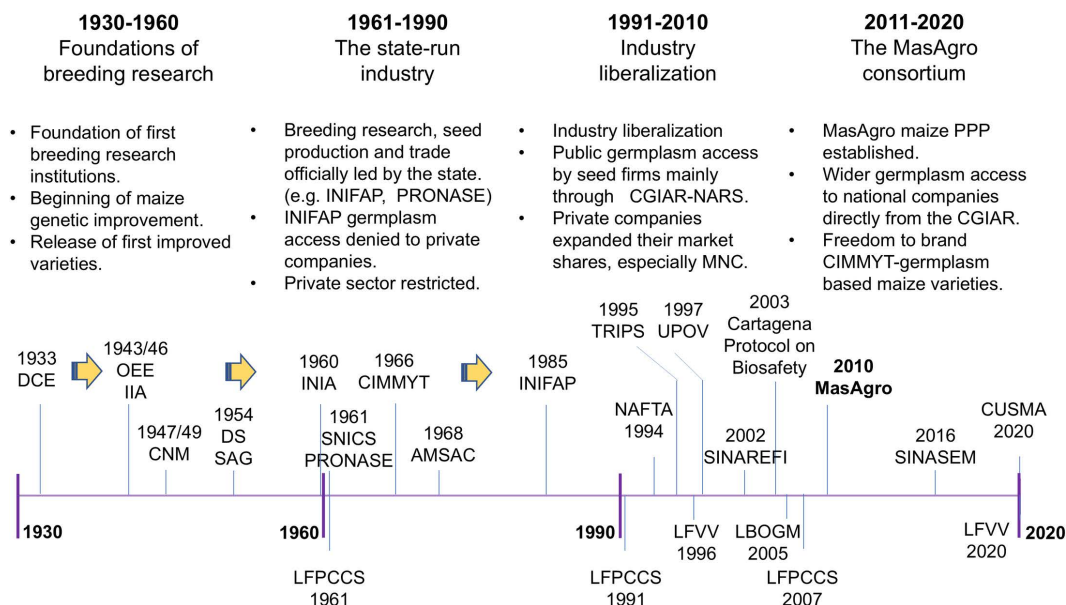 1930-1960
Foundations of
breeding research
• Foundation of first
breeding research
institutions.
• Beginning of maize
genetic improvement.
• Release of first improved
varieties.
1961-1990
The state-run
industry
• Breeding research, seed
production and trade
officially led by the state.
(e.g. INIFAP, PRONASE)
• INIFAP germplasm
access denied to private
companies.
• Private sector restricted.
1991-2010
Industry
liberalization
• Industry liberalization
• Public germplasm access
by seed firms mainly
through CGIAR-NARS.
• Private companies
expanded their market
shares, especially MNC.
2011-2020
The MasAgro
consortium
• MasAgro maize PPP
established.
• Wider germplasm access
to national companies
directly from the CGIAR.
• Freedom to brand
CIMMYT-germplasm
based maize varieties.
1933
DCE
1943/46
OEE
IIA
1947/49
CNM
1954
DS
SAG
1960
INIA
1961
SNICS
PRONASE
1966
CIMMYT
1968
AMSAC
1985
INIFAP
NAFTA
1994
1995
TRIPS
1997
UPOV
2002
SINAREFI
2003
Cartagena
Protocol on
Biosafety
2010
MasAgro
2016
SINASEM
CUSMA
2020
1930
1960
1990
2020
LFPCCS
1961
LFPCCS
1991
LFVV
1996
LBOGM
2005
LFPCCS
2007
LFVV
2020